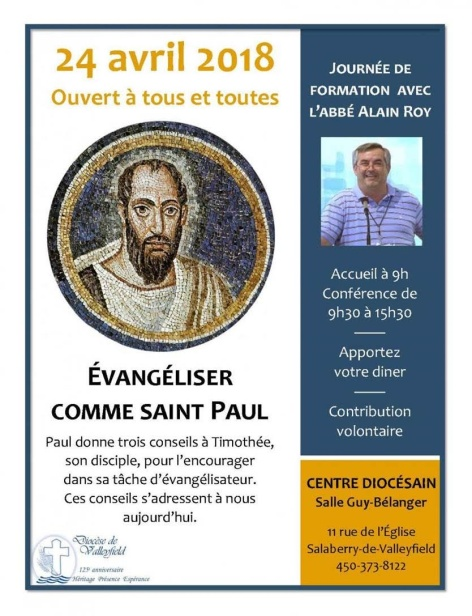 24 avril 2018
Ouvert à tous et toutes
ÉVANGÉLISER
COMME SAINT PAUL
Paul donne trois conseils à Timothée,
son disciple, pour l'encourager
dans sa tâche d'évangélisateur.
Ces conseils s'adressent à nous
aujourd'hui.
Diocèse de
Valleyfield
125e anniversaire
Héritage Présence Espérance
JOURNÉE DE
FORMATION AVEC
L'ABBÉ ALAIN ROY
Accueil à 9h
Conférence de
9h30 à 15h30
Apportez
votre diner
Contribution
volontaire
CENTRE DIOCÉSAIN
Salle Guy-Bélanger
11 rue de l'Église
Salaberry-de-Valleyfield
450-373-8122